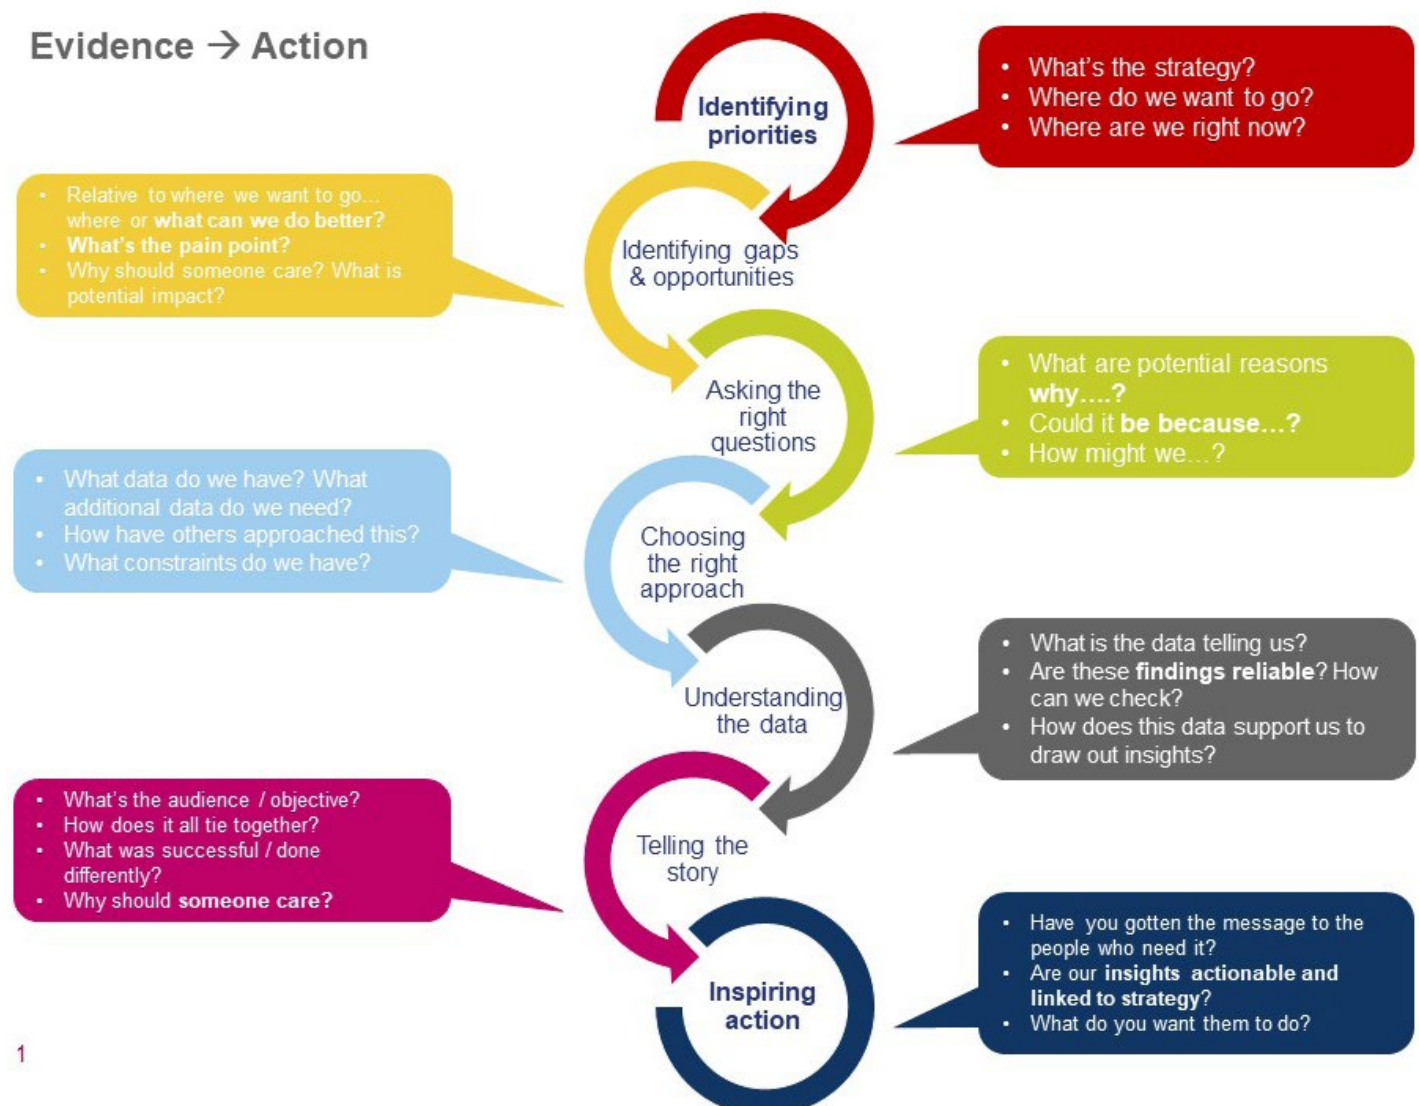 Evidence → Action
Identifying
priorities
• What's the strategy?
• Where do we want to go?
• Where are we right now?
• Relative to where we want to go…
where or what can we do better?
• What's the pain point?
• Why should someone care? What is
potential impact?
Identifying gaps
& opportunities
Asking the
right
questions
• What are potential reasons
why….?
• Could it be because…?
• How might we…?
• What data do we have? What
additional data do we need?
• How have others approached this?
• What constraints do we have?
Choosing
the right
approach
Understanding
the data
• What is the data telling us?
• Are these findings reliable? How
can we check?
• How does this data support us to
draw out insights?
• What's the audience / objective?
• How does it all tie together?
• What was successful / done
differently?
• Why should someone care?
Telling the
story
Inspiring
action
• Have you gotten the message to the
people who need it?
• Are our insights actionable and
linked to strategy?
• What do you want them to do?
1